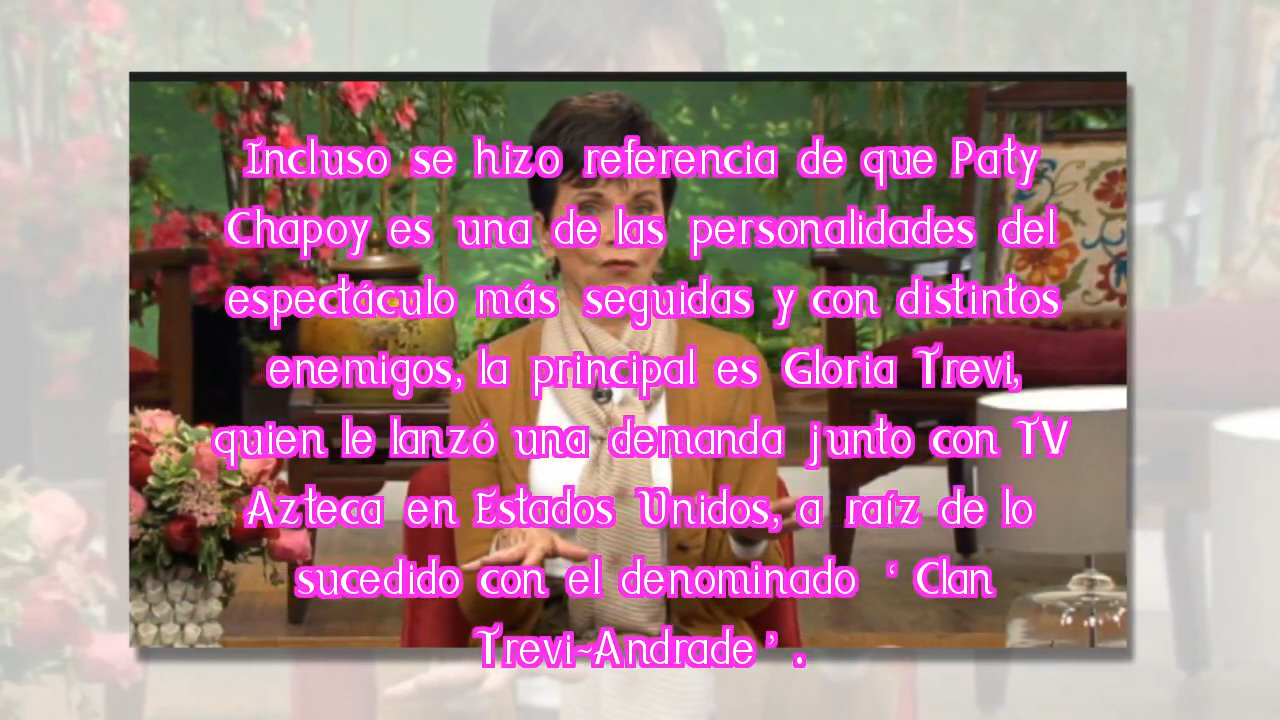 Incluso se hizo referencia de que Paty
Chapoy es una de las personalidades del
espectáculo más seguidas y con distintos
enemigos, la principal es Gloria Trevi,
quien le lanzó una demanda junto con TV
Azteca en Estados Unidos, a raíz de lo
sucedido con el denominado ‘ Clan
Trevi-Andrade ’ .